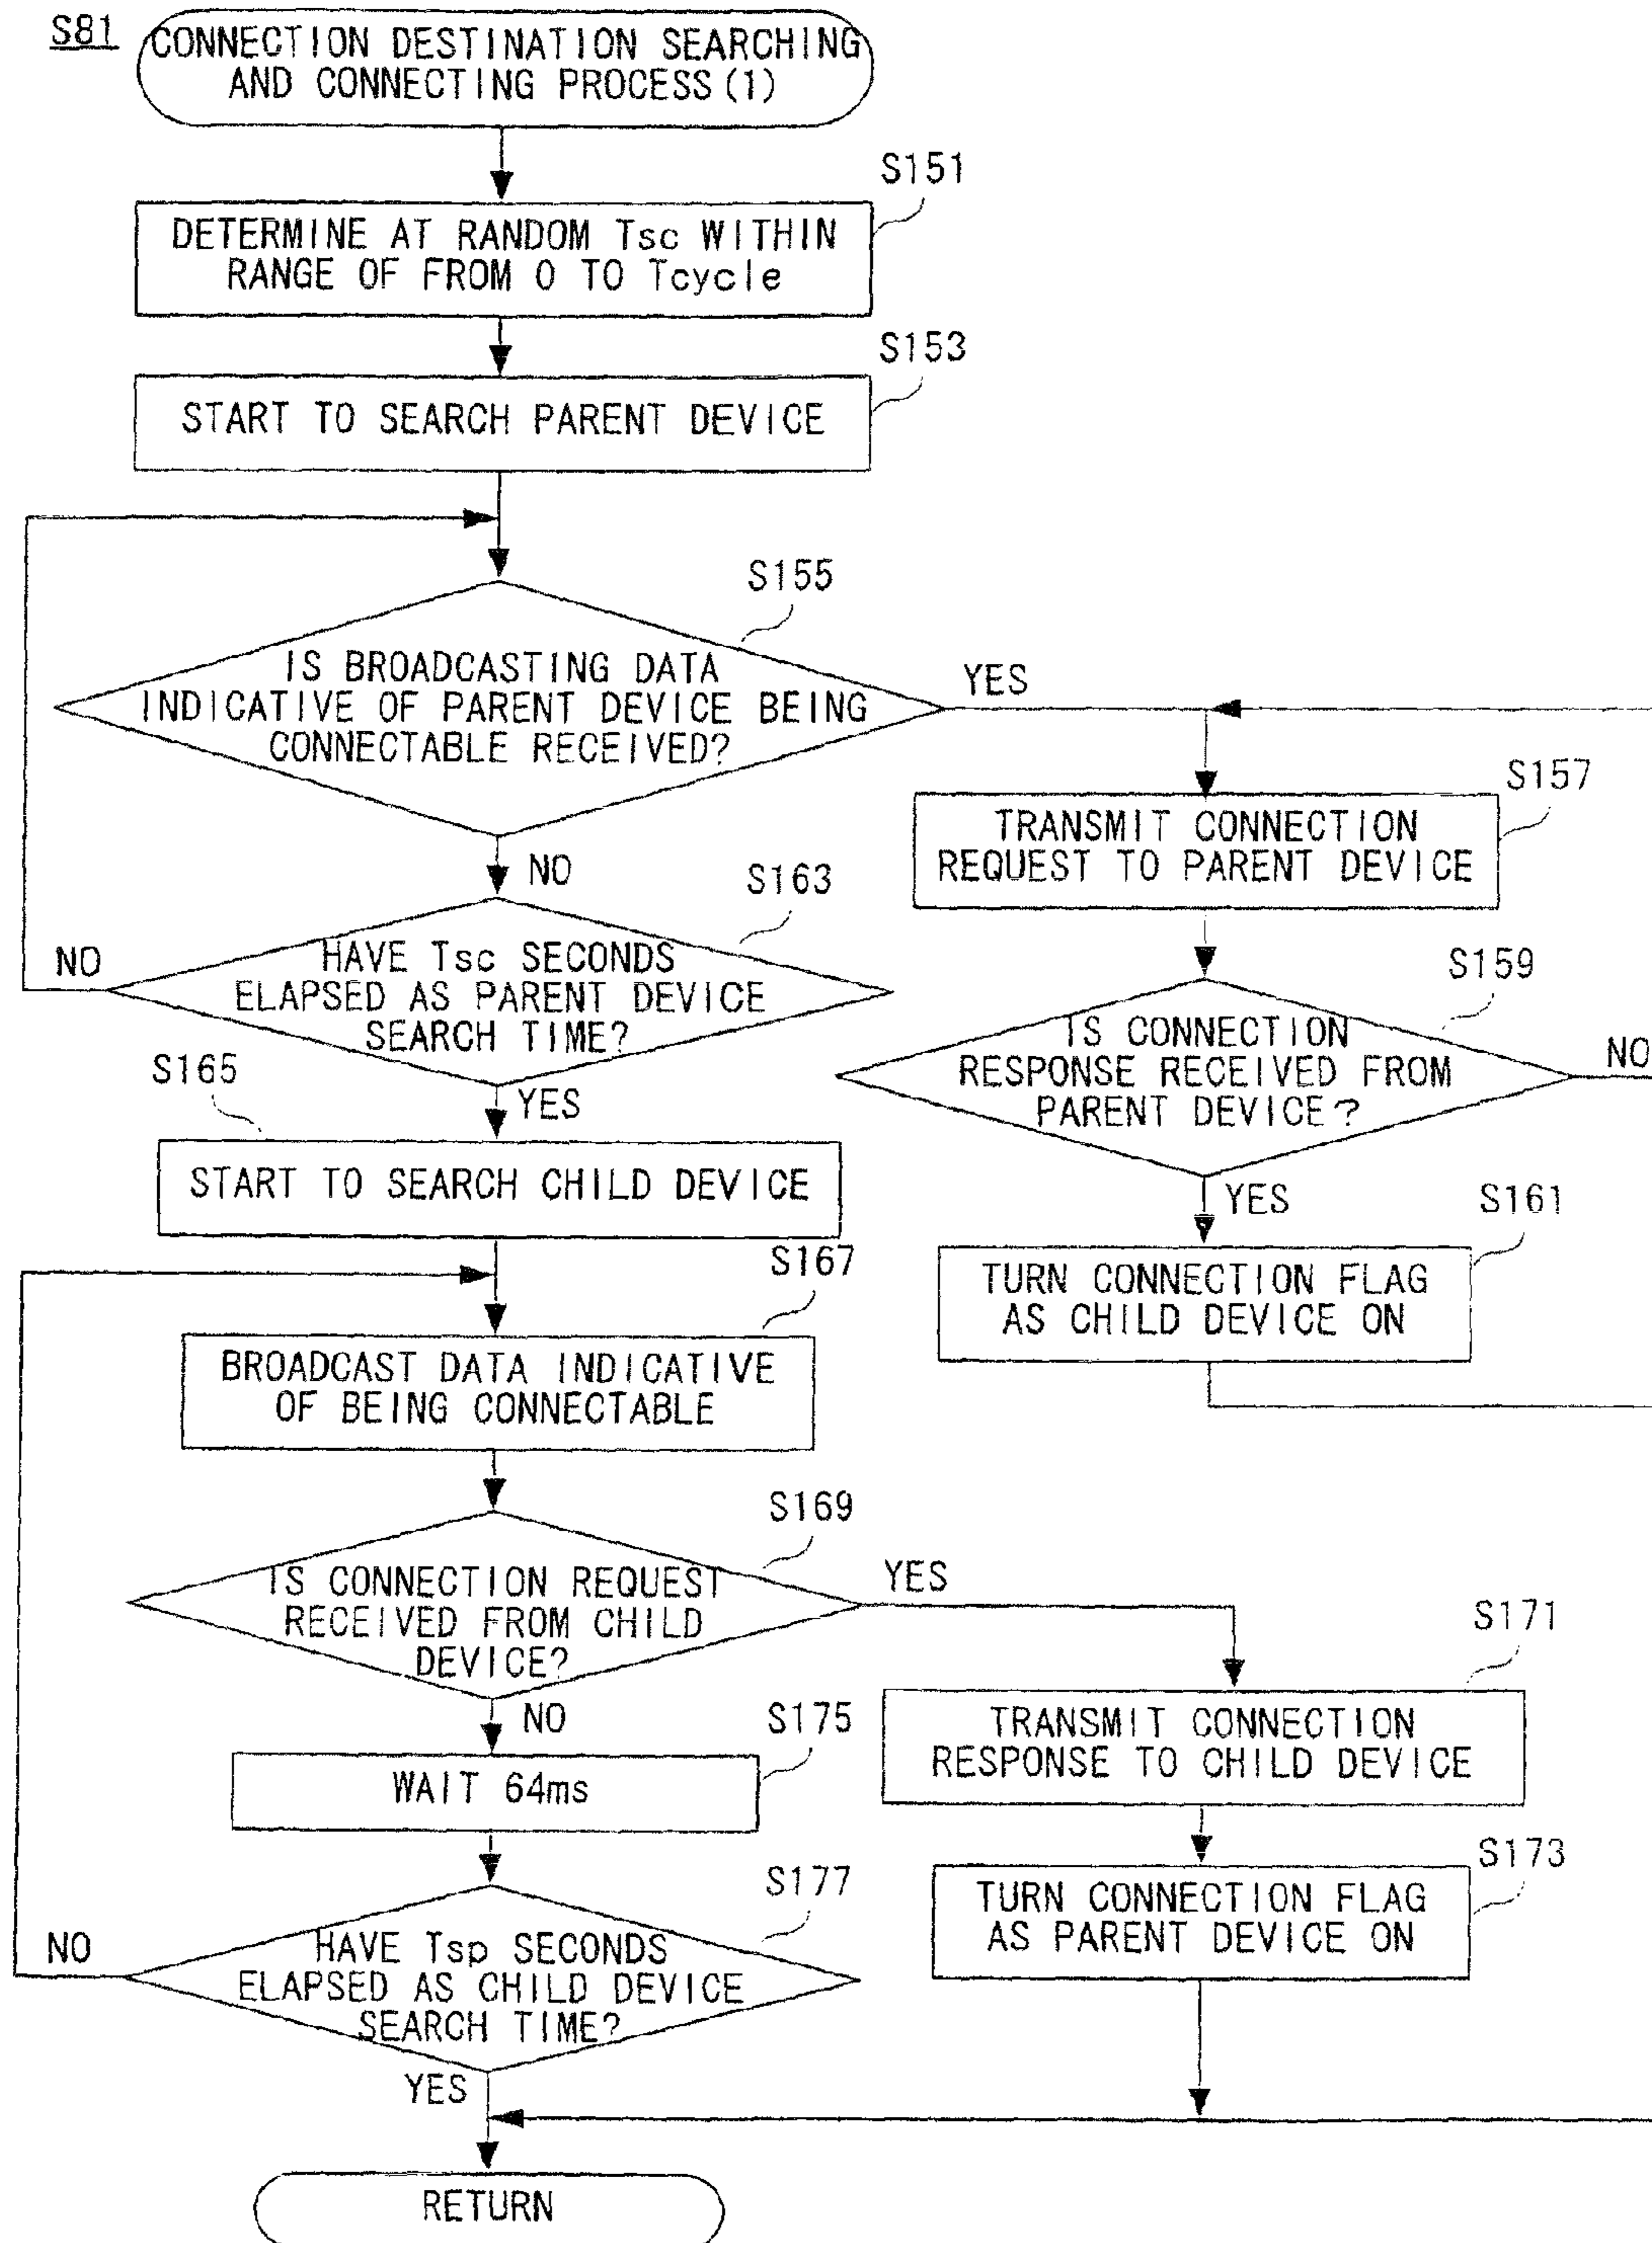 S81
CONNECTION DESTINATION SEARCHING
AND CONNECTING PROCESS(1)
S151
DETERMINE AT RANDOM Tsc WITHIN
RANGE OF FROM 0 TO Tcycle
S153
START TO SEARCH PARENT DEVICE
S155
IS BROADCASTING DATA
INDICATIVE OF PARENT DEVICE BEING
CONNECTABLE RECEIVED?
YES
NO
S157
TRANSMIT CONNECTION
REQUEST TO PARENT DEVICE
S159
IS CONNECTION
RESPONSE RECEIVED FROM
PARENT DEVICE?
NO
YES
S161
TURN CONNECTION FLAG
AS CHILD DEVICE ON
S163
HAVE Tsc SECONDS
ELAPSED AS PARENT DEVICE
SEARCH TIME?
NO
YES
S165
START TO SEARCH CHILD DEVICE
S167
BROADCAST DATA INDICATIVE
OF BEING CONNECTABLE
S169
IS CONNECTION REQUEST
RECEIVED FROM CHILD
DEVICE?
YES
NO
S171
TRANSMIT CONNECTION
RESPONSE TO CHILD DEVICE
S173
TURN CONNECTION FLAG
AS PARENT DEVICE ON
S175
WAIT 64ms
S177
HAVE Tsp SECONDS
ELAPSED AS CHILD DEVICE
SEARCH TIME?
NO
YES
RETURN